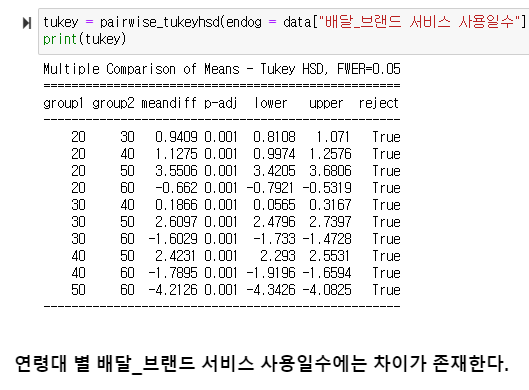 tukey = pairwise_tukeyhsd(endog = data["배달_브랜드 서비스 사용일수"]
print(tukey)
Multiple Comparison of Means - Tukey HSD, FWER=0.05
====================================================
group1 group2 meandiff p-adj lower upper reject
----------------------------------------------------
20 30 0.9409 0.001 0.8108 1.071 True
20 40 1.1275 0.001 0.9974 1.2576 True
20 50 3.5506 0.001 3.4205 3.6806 True
20 60 -0.662 0.001 -0.7921 -0.5319 True
30 40 0.1866 0.001 0.0565 0.3167 True
30 50 2.6097 0.001 2.4796 2.7397 True
30 60 -1.6029 0.001 -1.733 -1.4728 True
40 50 2.4231 0.001 2.293 2.5531 True
40 60 -1.7895 0.001 -1.9196 -1.6594 True
50 60 -4.2126 0.001 -4.3426 -4.0825 True
----------------------------------------------------
연령대 별 배달_브랜드 서비스 사용일수에는 차이가 존재한다.